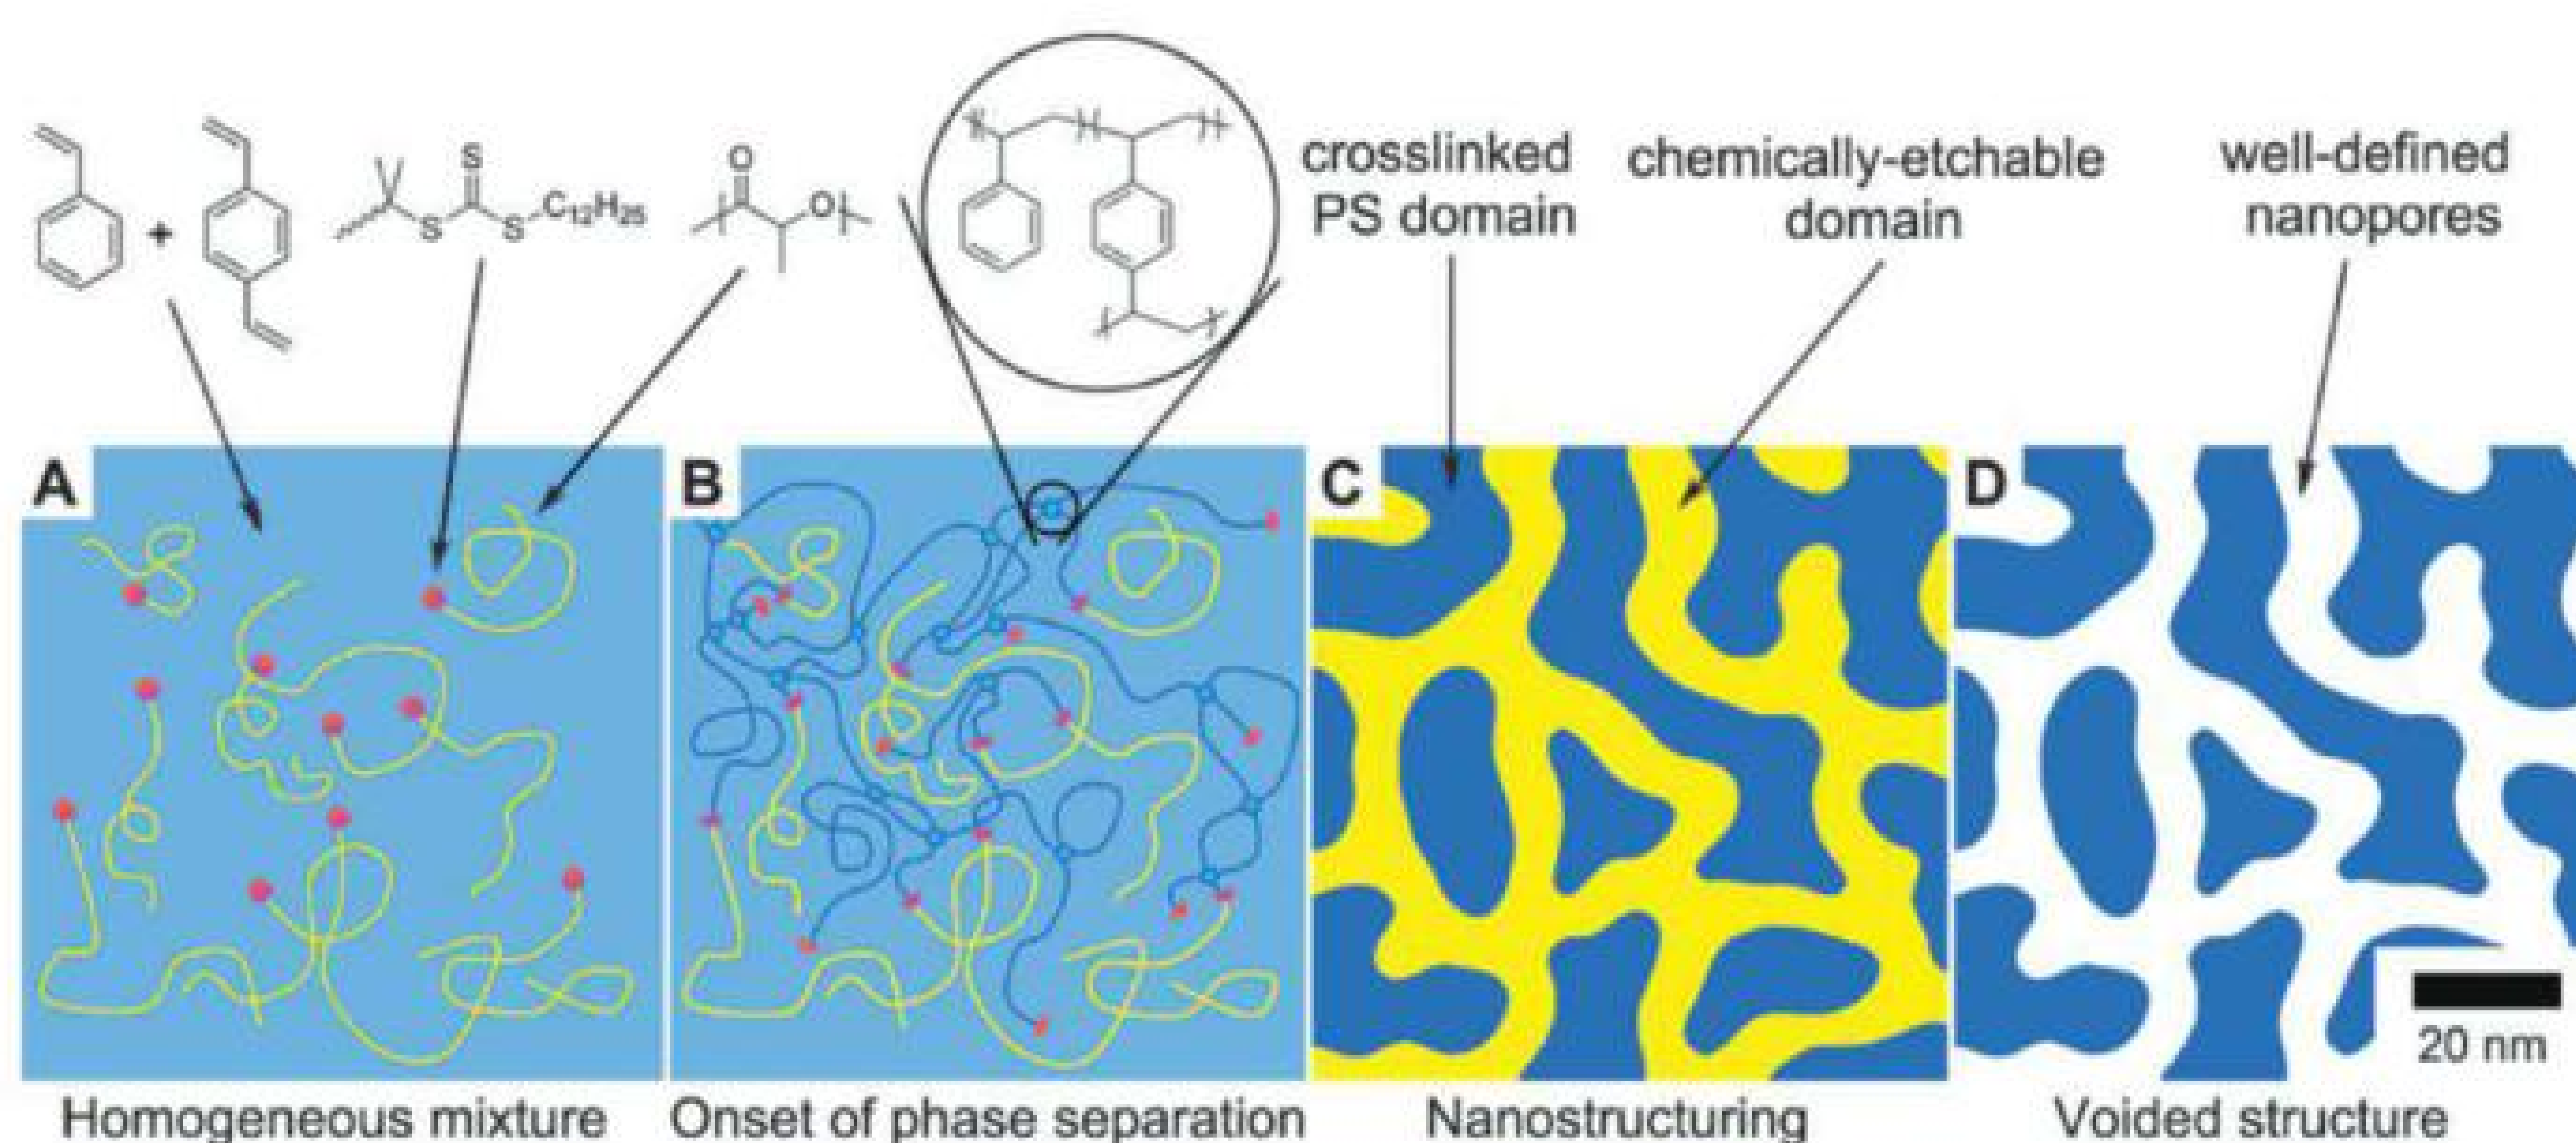 +
S
S
S
C12H25
O
O
crosslinked
PS domain
chemically-etchable
domain
well-defined
nanopores
A
B
C
D
20 nm
Homogeneous mixture
Onset of phase separation
Nanostructuring
Voided structure